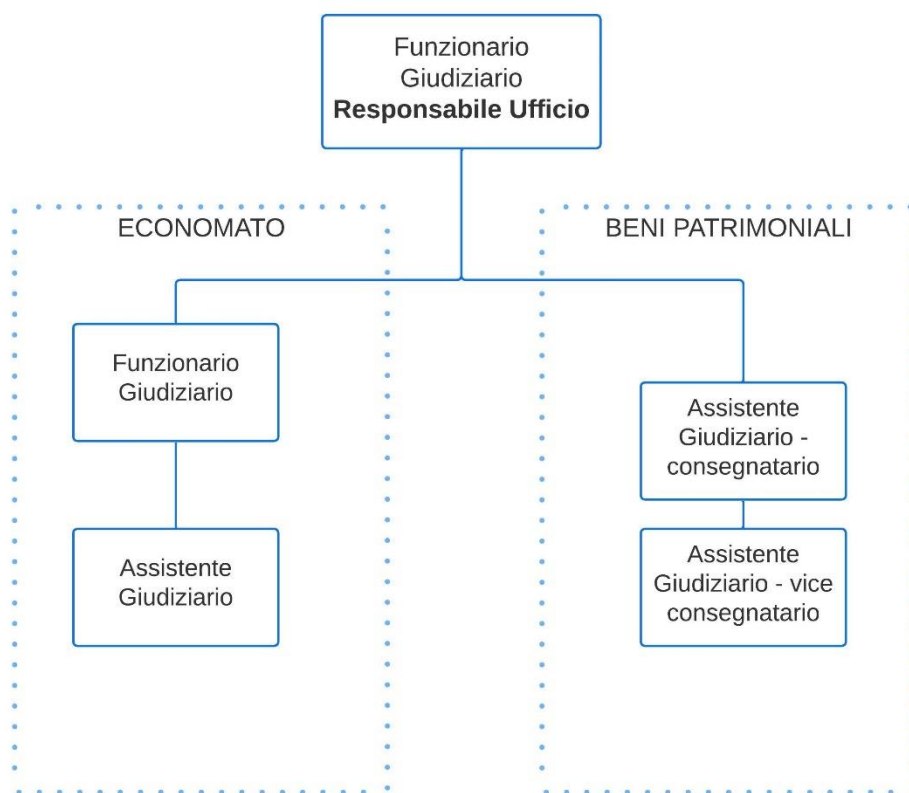 Funzionario
Giudiziario
Responsabile Ufficio
ECONOMATO
Funzionario
Giudiziario
Assistente
Giudiziario
BENI PATRIMONIALI
Assistente
Giudiziario -
consegnatario
Assistente
Giudiziario - vice
consegnatario